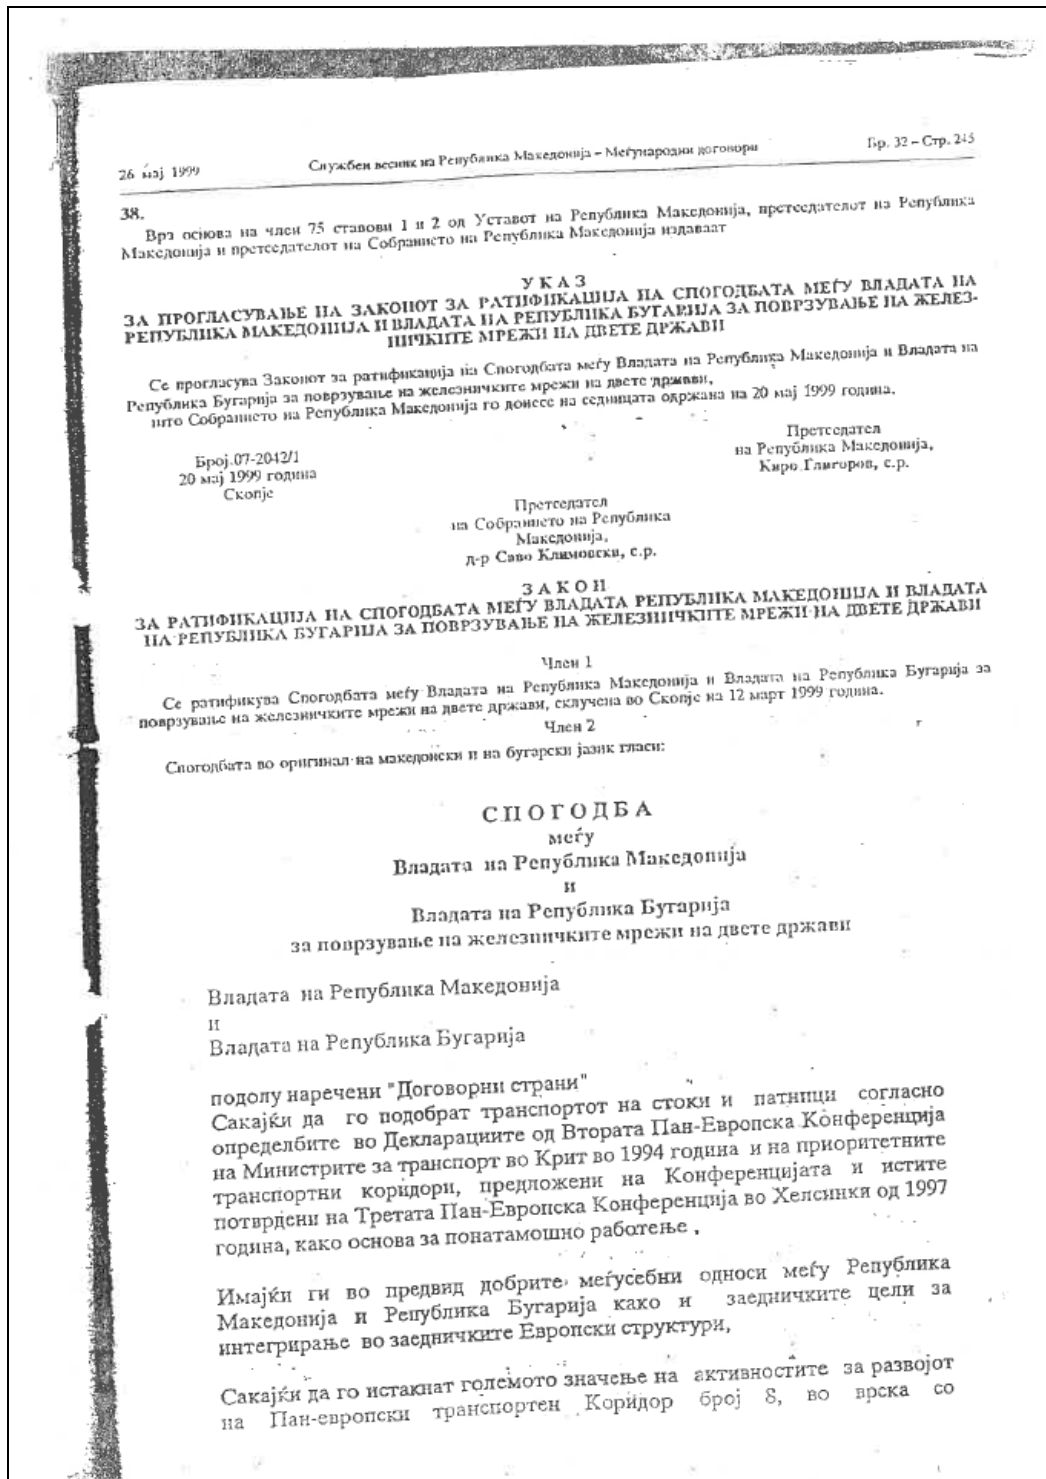 26 мај 1999
Службен весник на Република Македонија – Меѓународни договори
Бр. 32 – Стр. 245
38.
Врз основа на член 75 ставови 1 и 2 од Уставот на Република Македонија, претседателот на Република
Македонија и претседателот на Собранието на Република Македонија издаваат
У К А З
ЗА ПРОГЛАСУВАЊЕ НА ЗАКОНОТ ЗА РАТИФИКАЦИЈА НА СПОГОДБАТА МЕЃУ ВЛАДАТА НА
РЕПУБЛИКА МАКЕДОНИЈА И ВЛАДАТА НА РЕПУБЛИКА БУГАРИЈА ЗА ПОВРЗУВАЊЕ НА ЖЕЛЕЗ-
НИЧКИТЕ МРЕЖИ НА ДВЕТЕ ДРЖАВИ
Се прогласува Законот за ратификација на Спогодбата меѓу Владата на Република Македонија и Владата на
Република Бугарија за поврзување на железничките мрежи на двете држави,
што Собранието на Република Македонија го донесе на седницата одржана на 20 мај 1999 година.
Број 07-2042/1
20 мај 1999 година
Скопје
Претседател
на Република Македонија,
Киро Глигоров, с.р.
Претседател
на Собранието на Република
Македонија,
д-р Саво Климовски, с.р.
З А К О Н
ЗА РАТИФИКАЦИЈА НА СПОГОДБАТА МЕЃУ ВЛАДАТА РЕПУБЛИКА МАКЕДОНИЈА И ВЛАДАТА
НА РЕПУБЛИКА БУГАРИЈА ЗА ПОВРЗУВАЊЕ НА ЖЕЛЕЗНИЧКИТЕ МРЕЖИ НА ДВЕТЕ ДРЖАВИ
Член 1
Се ратификува Спогодбата меѓу Владата на Република Македонија и Владата на Република Бугарија за
поврзување на железничките мрежи на двете држави, склучена во Скопје на 12 март 1999 година.
Член 2
Спогодбата во оригинал на македонски и на бугарски јазик гласи:
С П О Г О Д Б А
меѓу
Владата на Република Македонија
и
Владата на Република Бугарија
за поврзување на железничките мрежи на двете држави
Владата на Република Македонија
и
Владата на Република Бугарија
подолу наречени "Договорни страни"
Сакајќи да го подобрат транспортот на стоки и патници согласно
определбите во Декларациите од Втората Пан-Европска Конференција
на Министрите за транспорт во Крит во 1994 година и на приоритетните
транспортни коридори, предложени на Конференцијата и истите
потврдени на Третата Пан-Европска Конференција во Хелсинки од 1997
година, како основа за понатамошно работење ,
Имајќи ги во предвид добрите меѓусебни односи меѓу Република
Македонија и Република Бугарија како и заедничките цели за
интегрирање во заедничките Европски структури,
Сакајќи да го истакнат големото значење на активностите за развојот
на Пан-европски транспортен Коридор број 8, во врска со